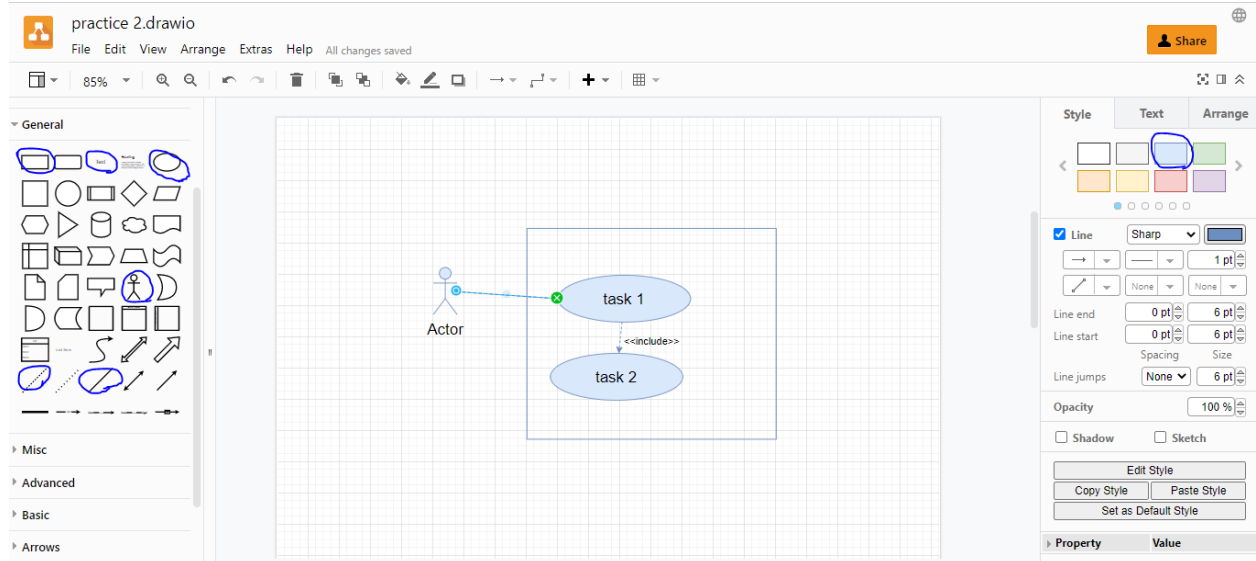 practice 2.drawio
File Edit View Arrange Extras Help All changes saved
Share
85%
General
Text
Heading
Misc
Advanced
Basic
Arrows
Actor
task 1
<<include>>
task 2
Style Text Arrange
Line Sharp
1 pt
None None
Line end 0 pt 6 pt
Line start 0 pt 6 pt
Spacing Size
Line jumps None 6 pt
Opacity 100 %
Shadow Sketch
Edit Style
Copy Style Paste Style
Set as Default Style
Property Value